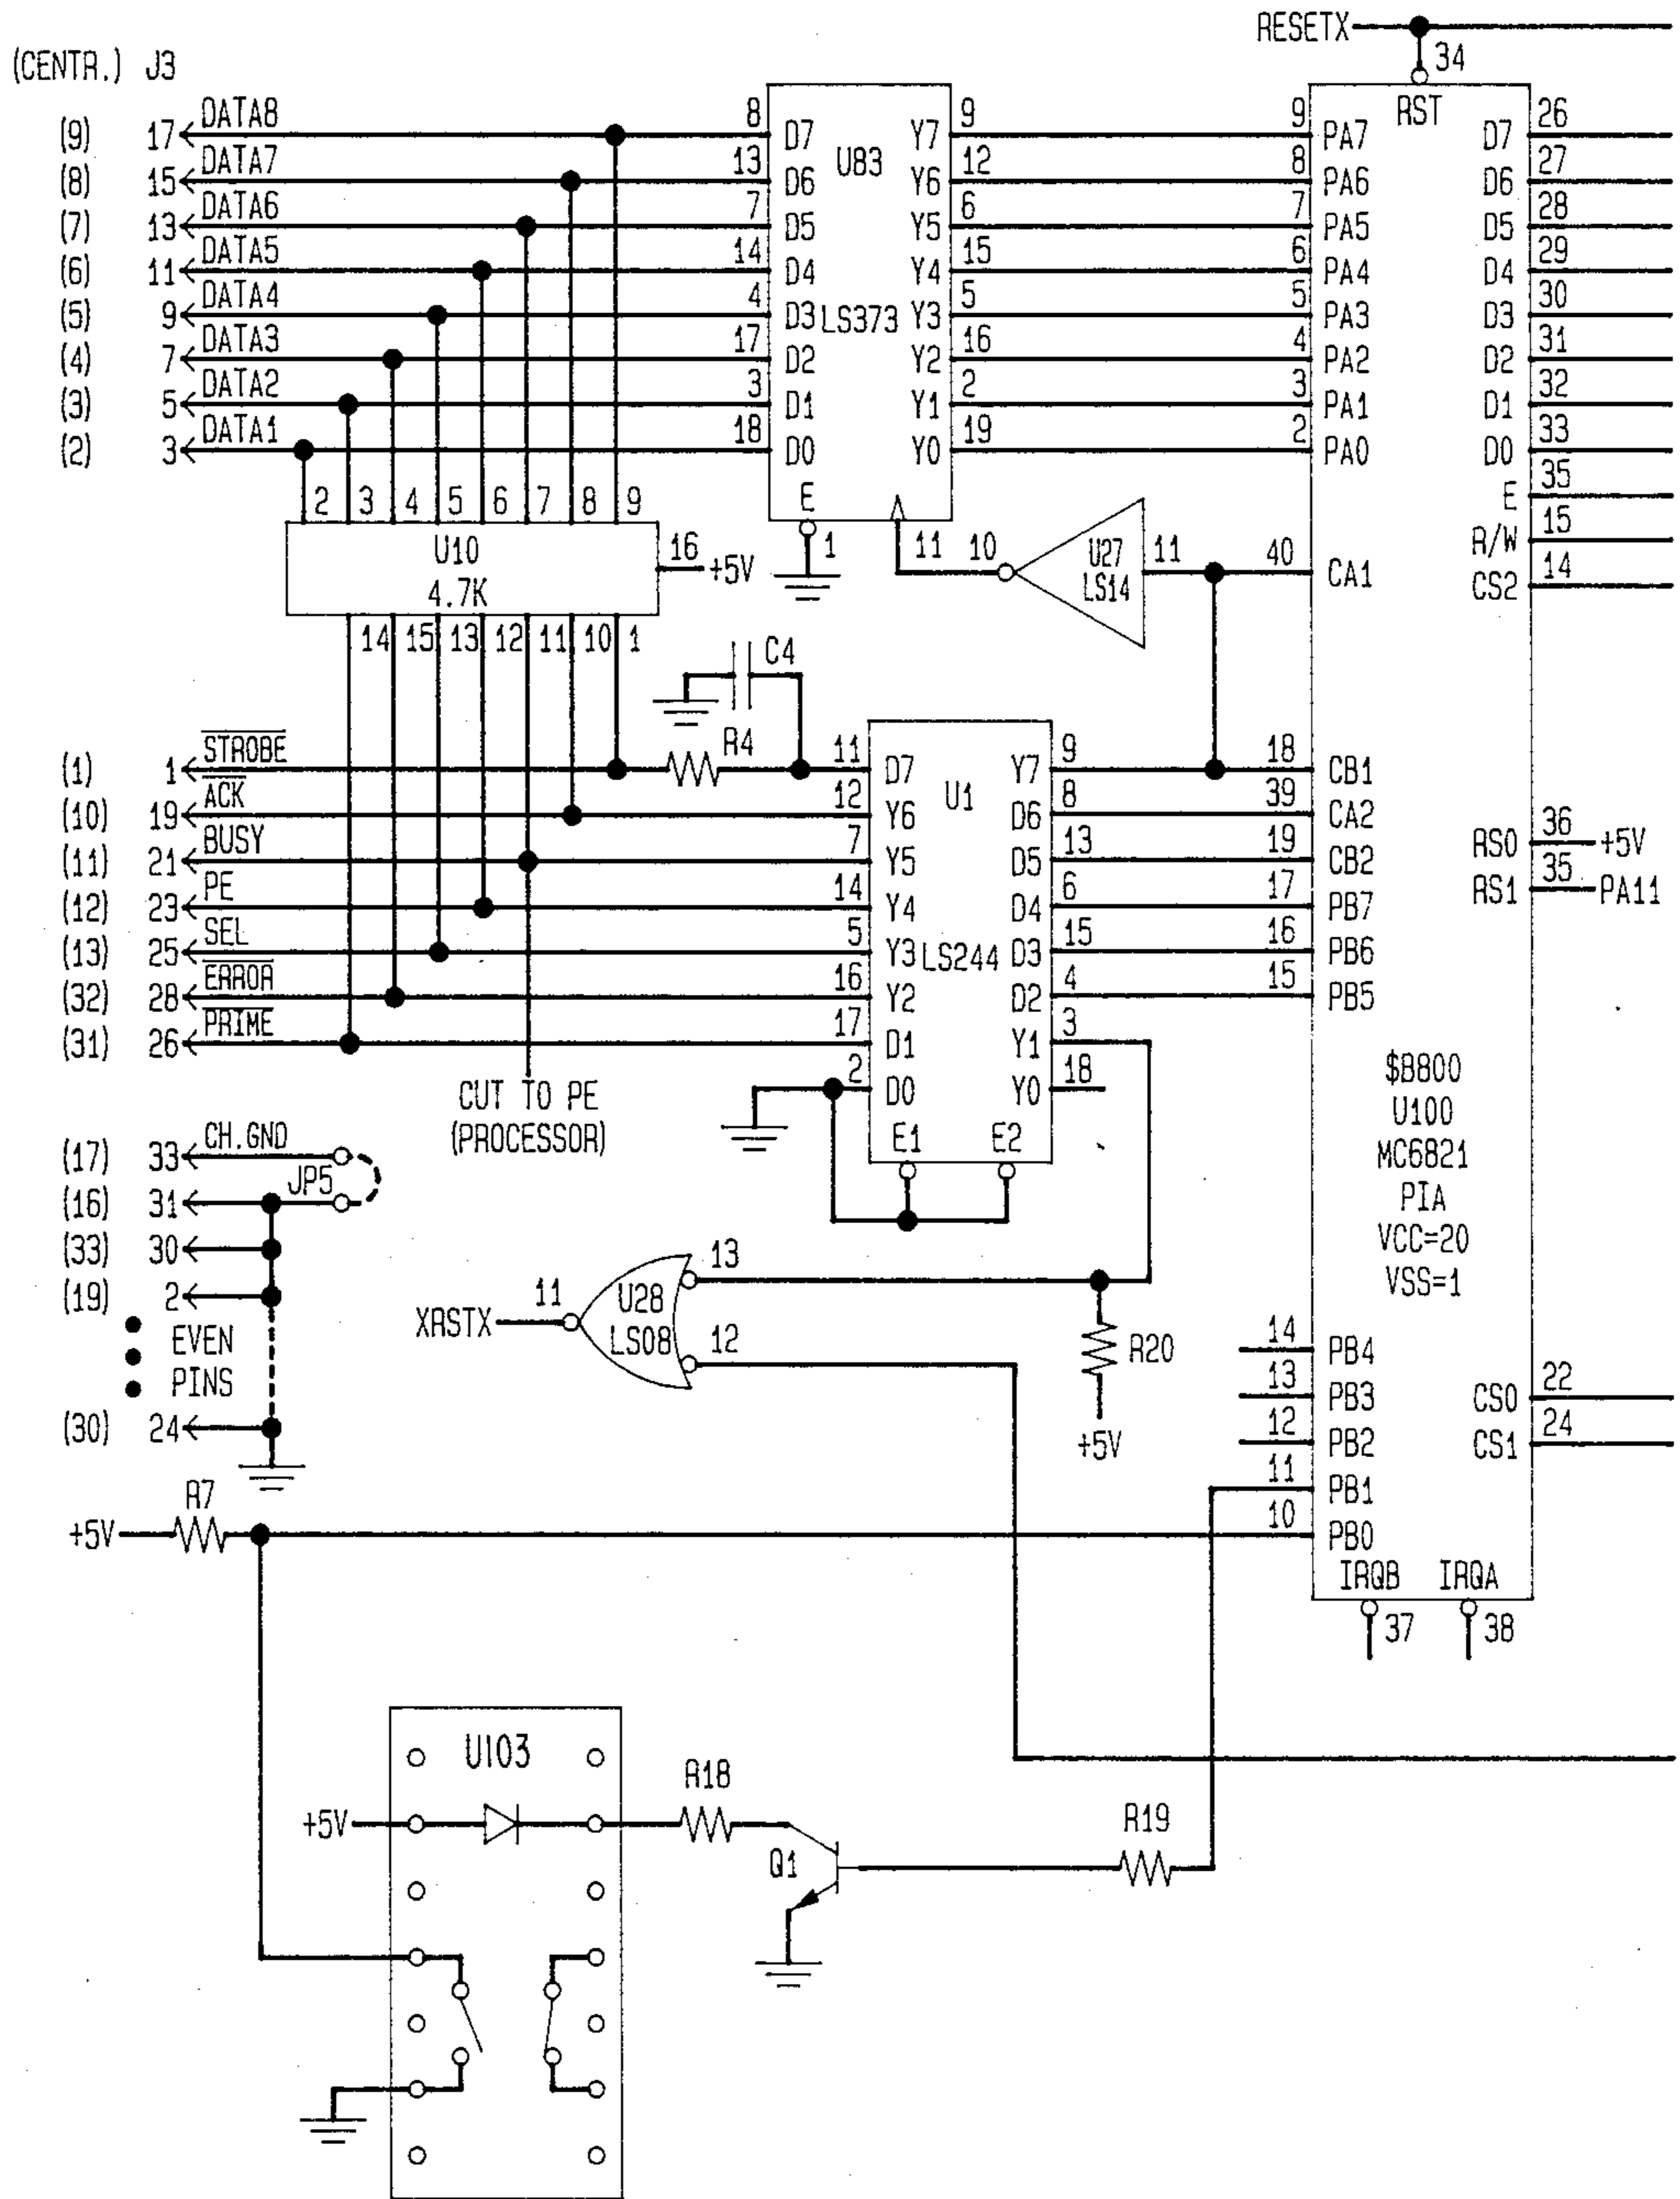 RESETX
34
(CENTR.) J3
(9) 17 DATA8 8 D7 Y7 9 9 PA7 RST D7 26
(8) 15 DATA7 13 D6 U83 Y6 12 8 PA6 D6 27
(7) 13 DATA6 7 D5 Y5 6 7 PA5 D5 28
(6) 11 DATA5 14 D4 Y4 15 6 PA4 D4 29
(5) 9 DATA4 4 D3 LS373 Y3 5 5 PA3 D3 30
(4) 7 DATA3 17 D2 Y2 16 4 PA2 D2 31
(3) 5 DATA2 3 D1 Y1 2 3 PA1 D1 32
(2) 3 DATA1 18 D0 Y0 19 2 PA0 D0 33
E 35
2 3 4 5 6 7 8 9 E
R/W 15
U10 16 +5V 1 11 10 U27 11 40 CA1
4.7K LS14 CS2 14
14 15 13 12 11 10 1
C4
(1) 1 STROBE R4 11 D7 Y7 9 18 CB1
(10) 19 ACK 12 Y6 U1 D6 8 39 CA2
RS0 36 +5V
(11) 21 BUSY 7 Y5 D5 13 19 CB2
RS1 35 PA11
(12) 23 PE 14 Y4 D4 6 17 PB7
(13) 25 SEL 5 Y3 LS244 D3 15 16 PB6
(32) 28 ERROR 16 Y2 D2 4 15 PB5
(31) 26 PRIME 17 D1 Y1 3
2 D0 Y0 18
CUT TO PE
(PROCESSOR)
E1 E2
$B800
U100
MC6821
PIA
VCC=20
VSS=1
(17) 33 CH.GND
JP5
(16) 31
(33) 30
(19) 2
EVEN
PINS
(30) 24
XRSTX 11 U28 13
LS08 12
R20
+5V
14 PB4
13 PB3
12 PB2
11 PB1
10 PB0
CS0 22
CS1 24
+5V R7
IRQB IRQA
37 38
U103
+5V
R18
Q1
R19